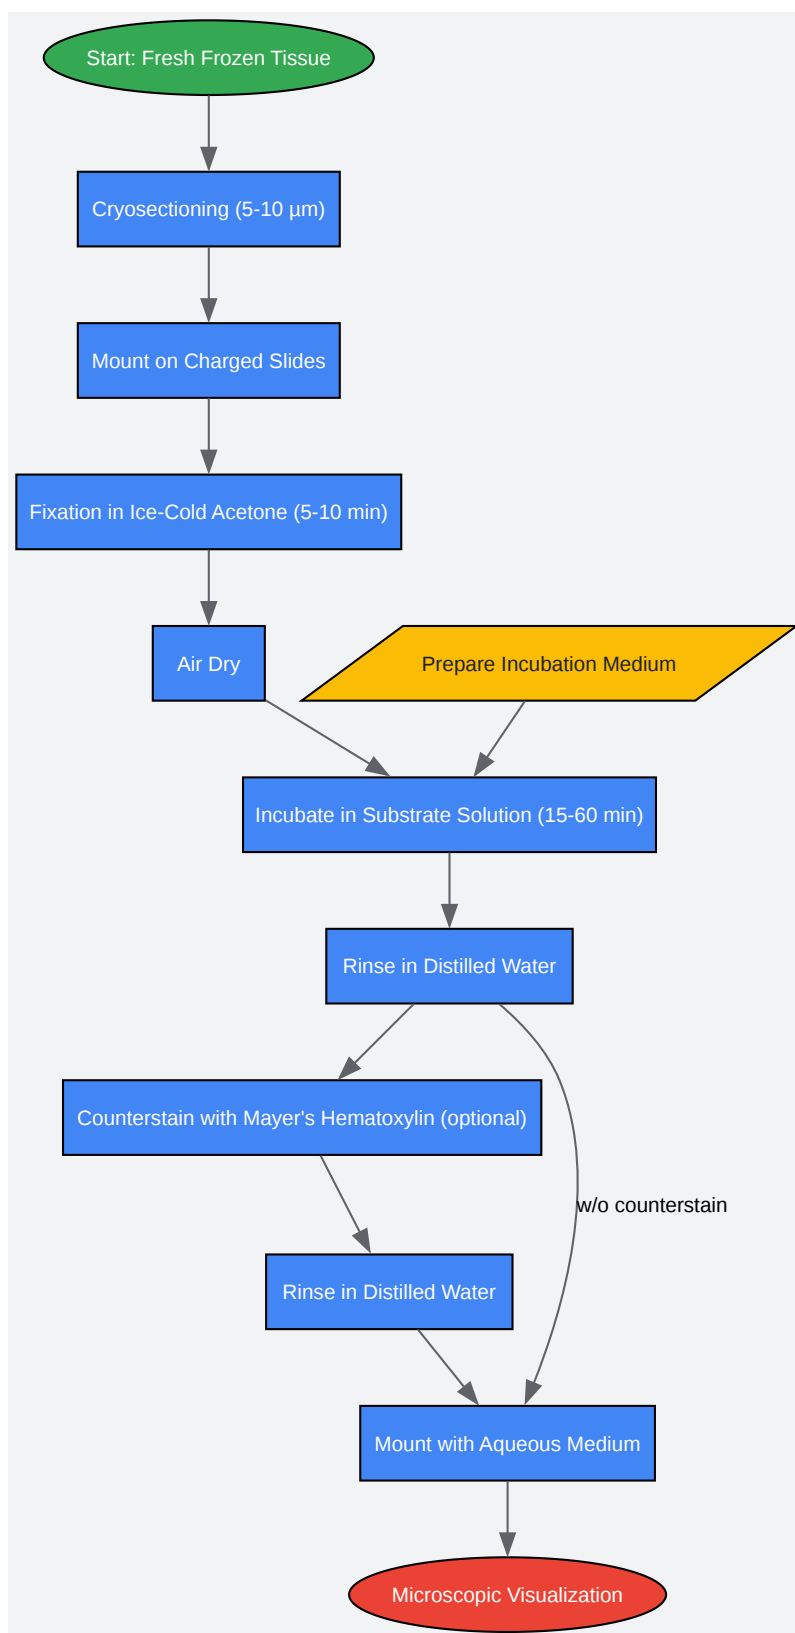 Start: Fresh Frozen Tissue
Cryosectioning (5-10 µm)
Mount on Charged Slides
Fixation in Ice-Cold Acetone (5-10 min)
Air Dry
Prepare Incubation Medium
Incubate in Substrate Solution (15-60 min)
Rinse in Distilled Water
Counterstain with Mayer's Hematoxylin (optional)
w/o counterstain
Rinse in Distilled Water
Mount with Aqueous Medium
Microscopic Visualization